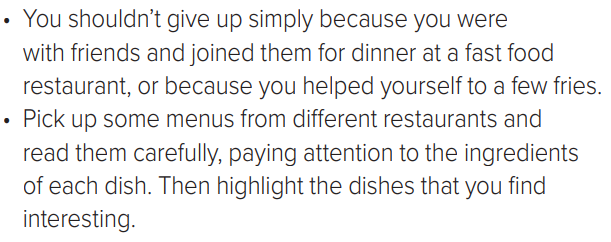 • You shouldn’t give up simply because you were
with friends and joined them for dinner at a fast food
restaurant, or because you helped yourself to a few fries.
• Pick up some menus from different restaurants and
read them carefully, paying attention to the ingredients
of each dish. Then highlight the dishes that you find
interesting.